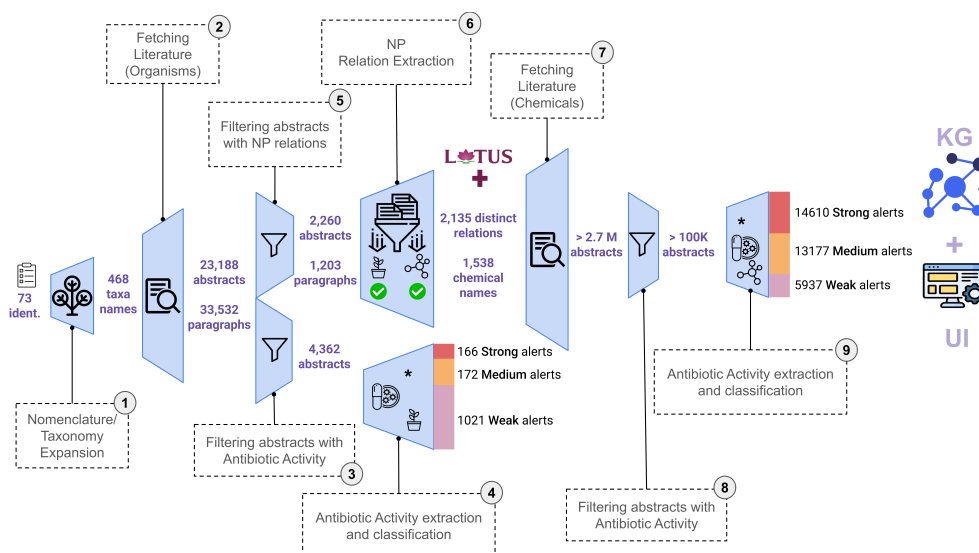 2
Fetching
Literature
(Organisms)
6
NP
Relation Extraction
7
Fetching
Literature
(Chemicals)
5
Filtering abstracts
with NP relations
LOTUS
+
KG
+
UI
73
ident.
468
taxa
names
23,188
abstracts
33,532
paragraphs
2,260
abstracts
1,203
paragraphs
2,135 distinct
relations
1,538
chemical
names
> 2.7 M
abstracts
> 100K
abstracts
*
14610 Strong alerts
13177 Medium alerts
5937 Weak alerts
4,362
abstracts
*
166 Strong alerts
172 Medium alerts
1021 Weak alerts
1
Nomenclature/
Taxonomy
Expansion
Filtering abstracts with
Antibiotic Activity
3
4
Antibiotic Activity extraction
and classification
8
Filtering abstracts with
Antibiotic Activity
9
Antibiotic Activity extraction
and classification